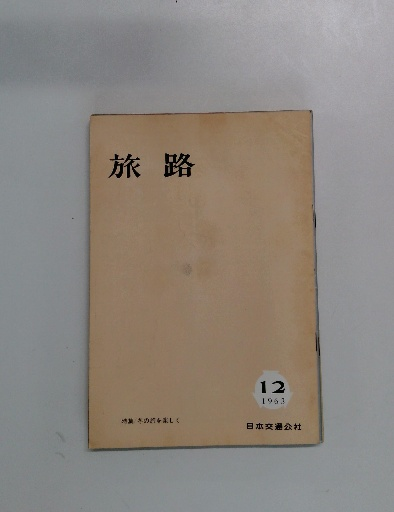 旅路
12
1963
特集 冬の旅を楽しく
日本交通公社